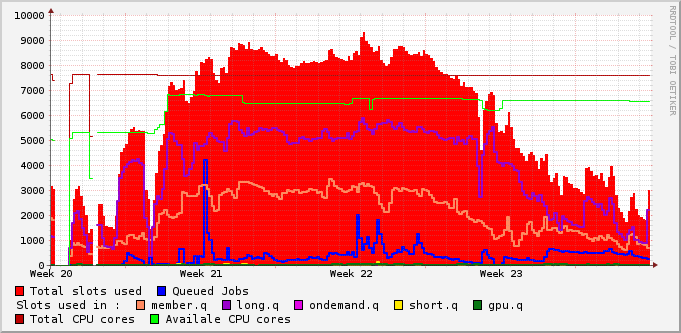 10000
9000
8000
7000
6000
5000
4000
3000
2000
1000
0
Week 20 Week 21 Week 22 Week 23
Total slots used Queued Jobs
Slots used in : member.q long.q ondemand.q short.q gpu.q
Total CPU cores Availale CPU cores
RRDTOOL / TOBI OETIKER